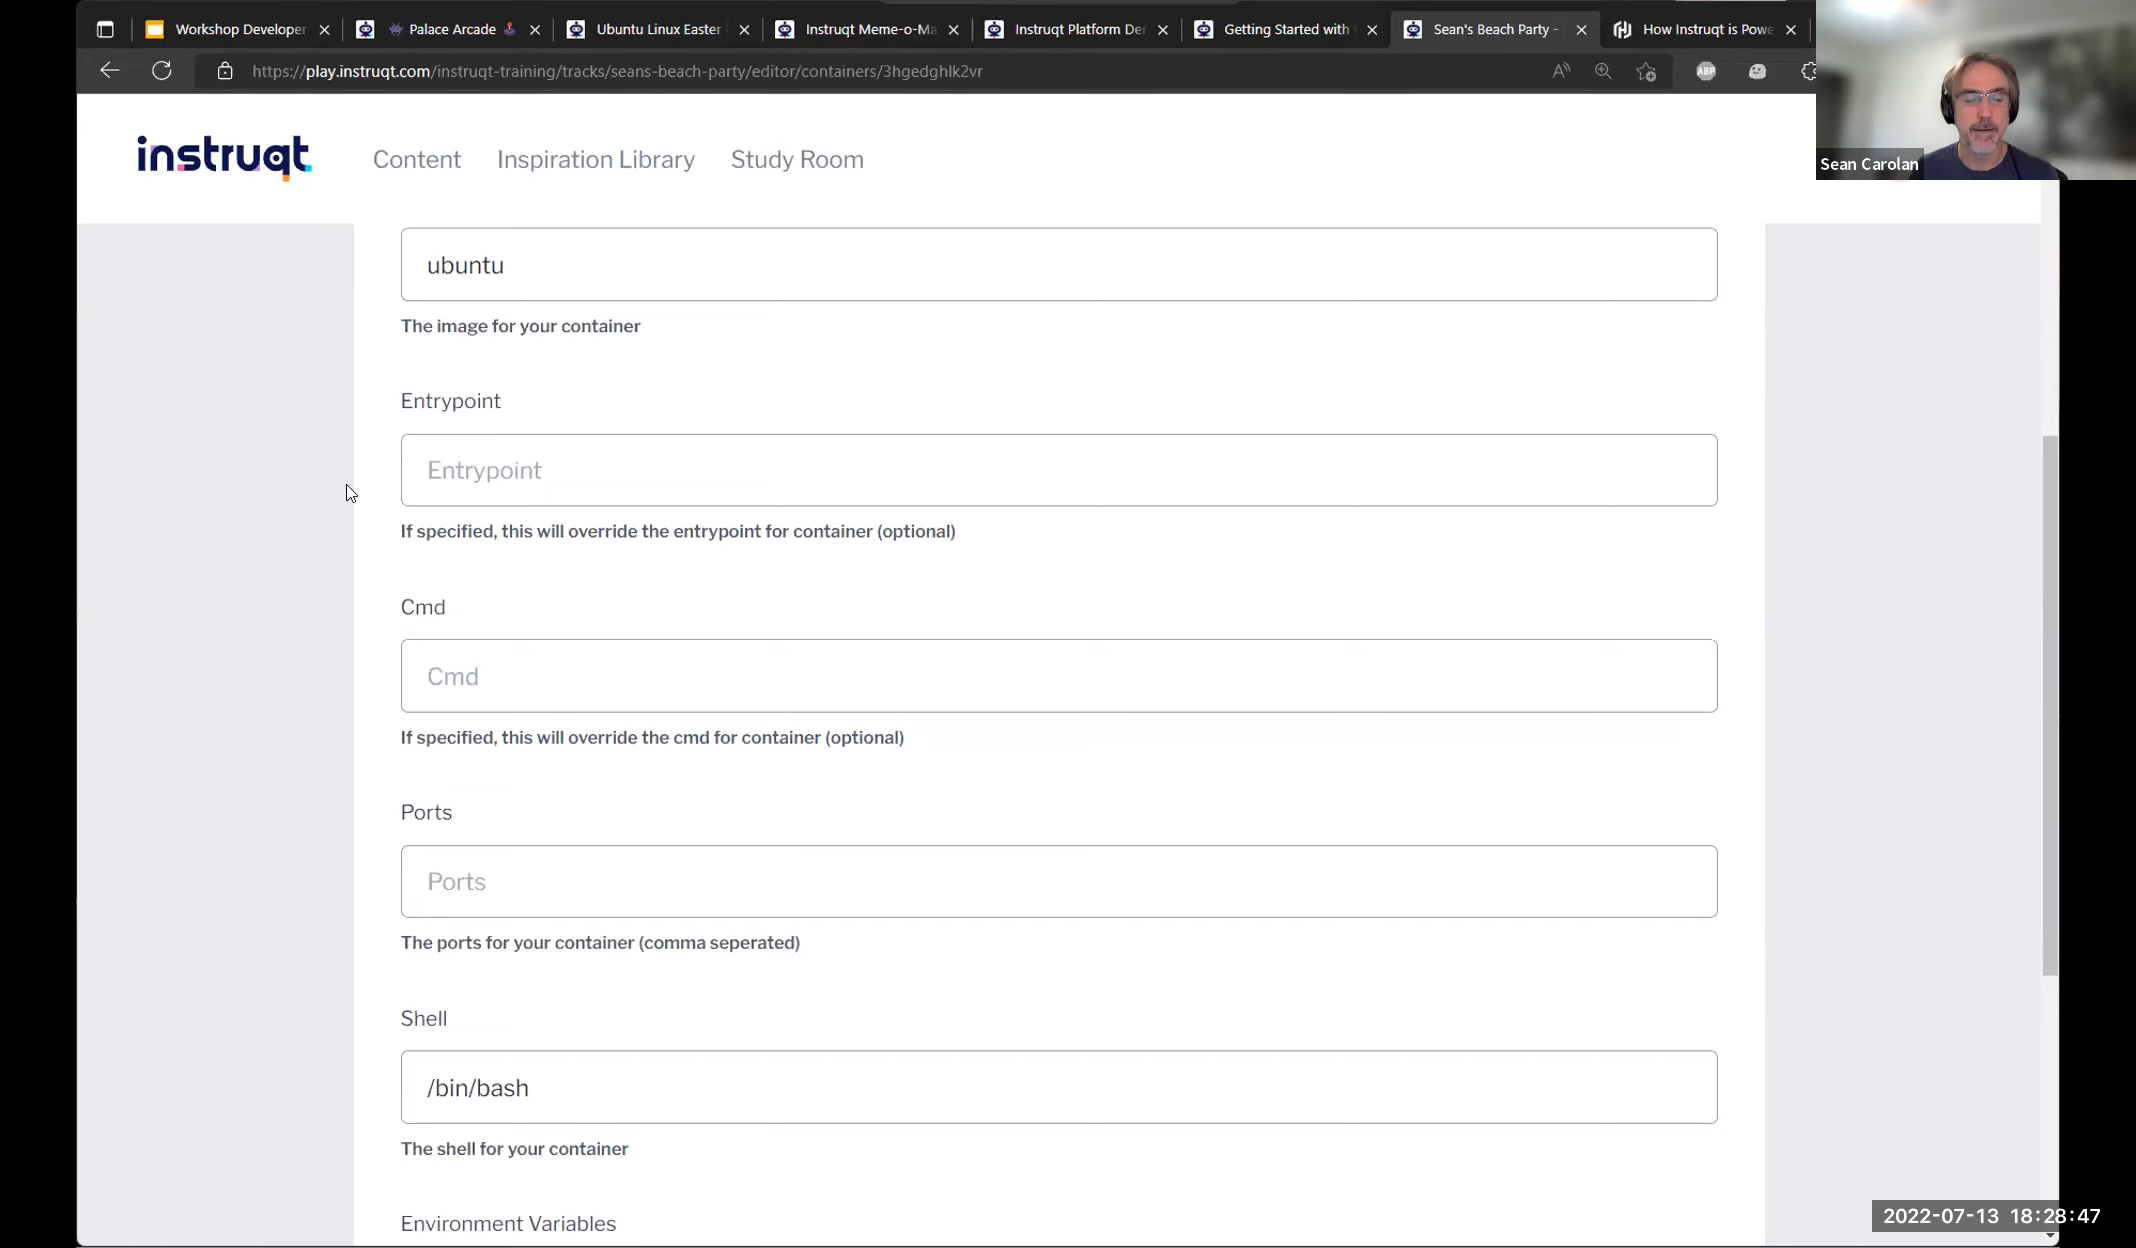 Workshop Developer
Palace Arcade
Ubuntu Linux Easter
Instruqt Meme-o-Ma
Instruqt Platform De
Getting Started with
Sean's Beach Party -
How Instruqt is Powe
https://play.instruqt.com/instruqt-training/tracks/seans-beach-party/editor/containers/3hgedghlk2vr
ABP
Sean Carolan
instruqt
Content
Inspiration Library
Study Room
ubuntu
The image for your container
Entrypoint
Entrypoint
If specified, this will override the entrypoint for container (optional)
Cmd
Cmd
If specified, this will override the cmd for container (optional)
Ports
Ports
The ports for your container (comma seperated)
Shell
/bin/bash
The shell for your container
Environment Variables
2022-07-13 18:28:47